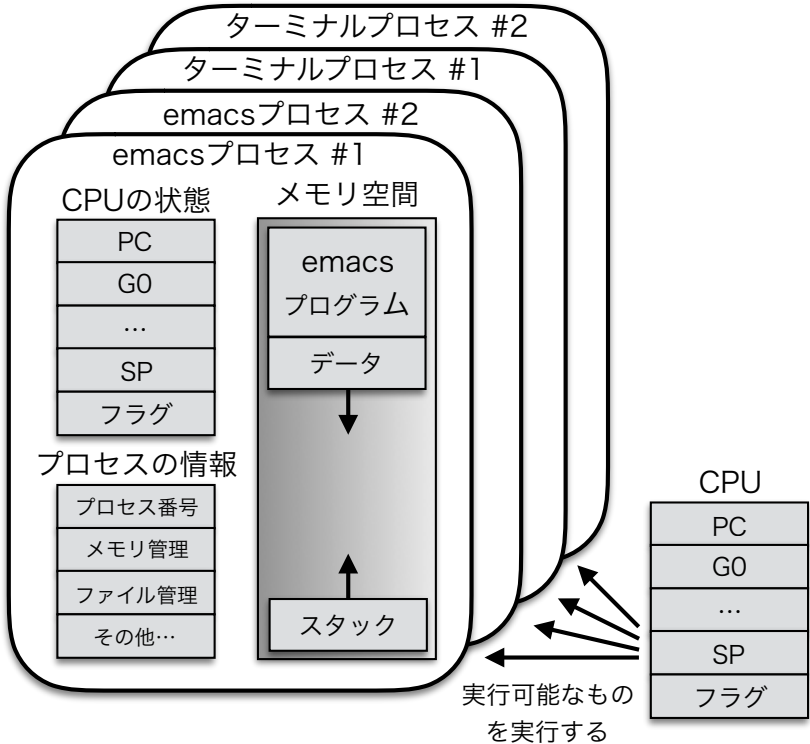 ターミナルプロセス #2
ターミナルプロセス #1
emacsプロセス #2
emacsプロセス #1
CPUの状態
PC
G0
…
SP
フラグ
プロセスの情報
プロセス番号
メモリ管理
ファイル管理
その他…
メモリ空間
emacs
プログラム
データ
スタック
CPU
PC
G0
…
SP
フラグ
実行可能なもの
を実行する